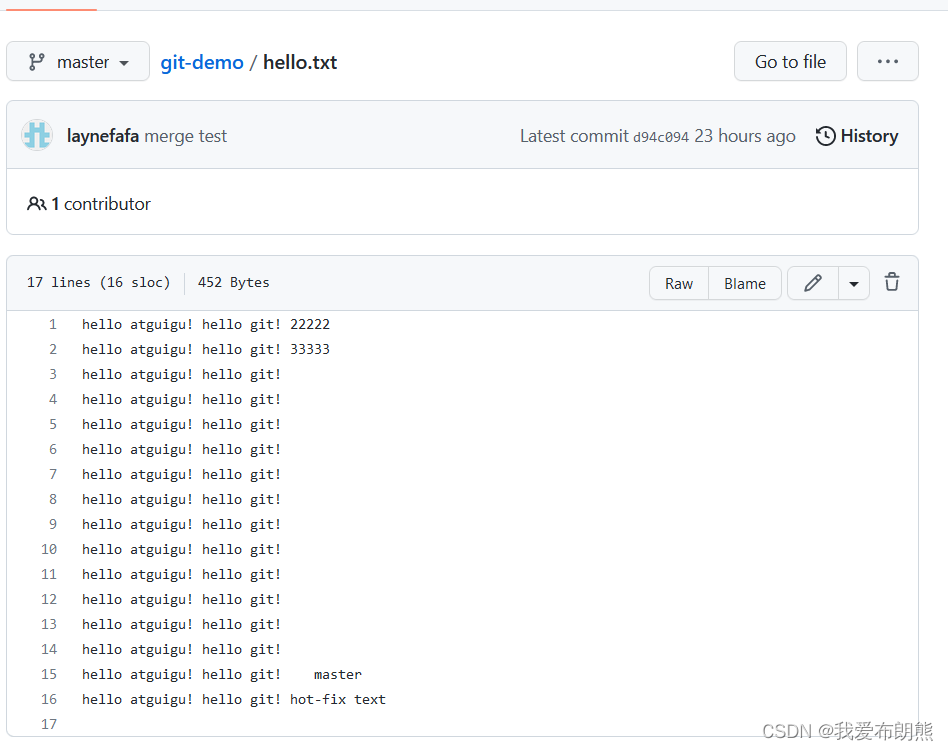 master git-demo / hello.txt Go to file ...
laynefafa merge test Latest commit d94c094 23 hours ago History
1 contributor
17 lines (16 sloc) 452 Bytes Raw Blame
1 hello atguigu! hello git! 22222
2 hello atguigu! hello git! 33333
3 hello atguigu! hello git!
4 hello atguigu! hello git!
5 hello atguigu! hello git!
6 hello atguigu! hello git!
7 hello atguigu! hello git!
8 hello atguigu! hello git!
9 hello atguigu! hello git!
10 hello atguigu! hello git!
11 hello atguigu! hello git!
12 hello atguigu! hello git!
13 hello atguigu! hello git!
14 hello atguigu! hello git!
15 hello atguigu! hello git!    master
16 hello atguigu! hello git! hot-fix text
17
CSDN @我爱布朗熊